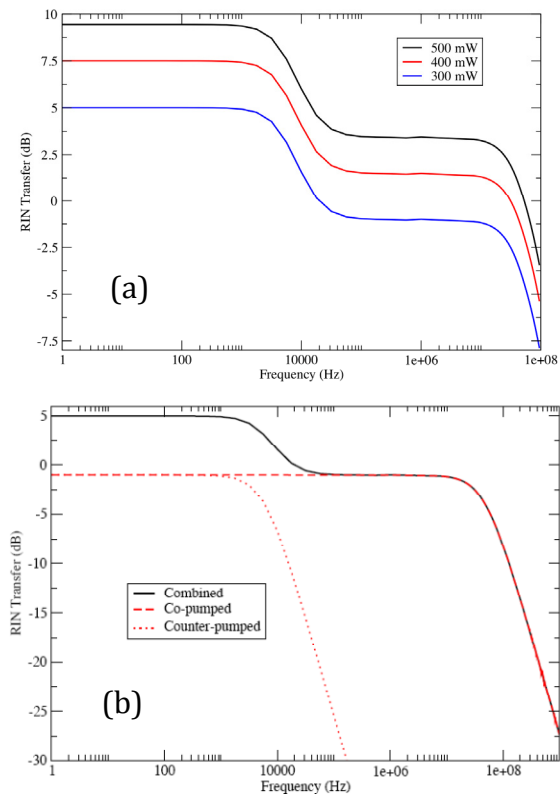 10
7.5
5
2.5
0
2.5
5
7.5
RIN Transfer (dB)
500 mW
400 mW
300 mW
(a)
1
100
10000
1e+06
1e+08
Frequency (Hz)
5
0
-5
-10
-15
-20
-25
-30
RIN Transfer (dB)
Combined
Co-pumped
Counter-pumped
(b)
1
100
10000
1e+06
1e+08
Frequency (Hz)